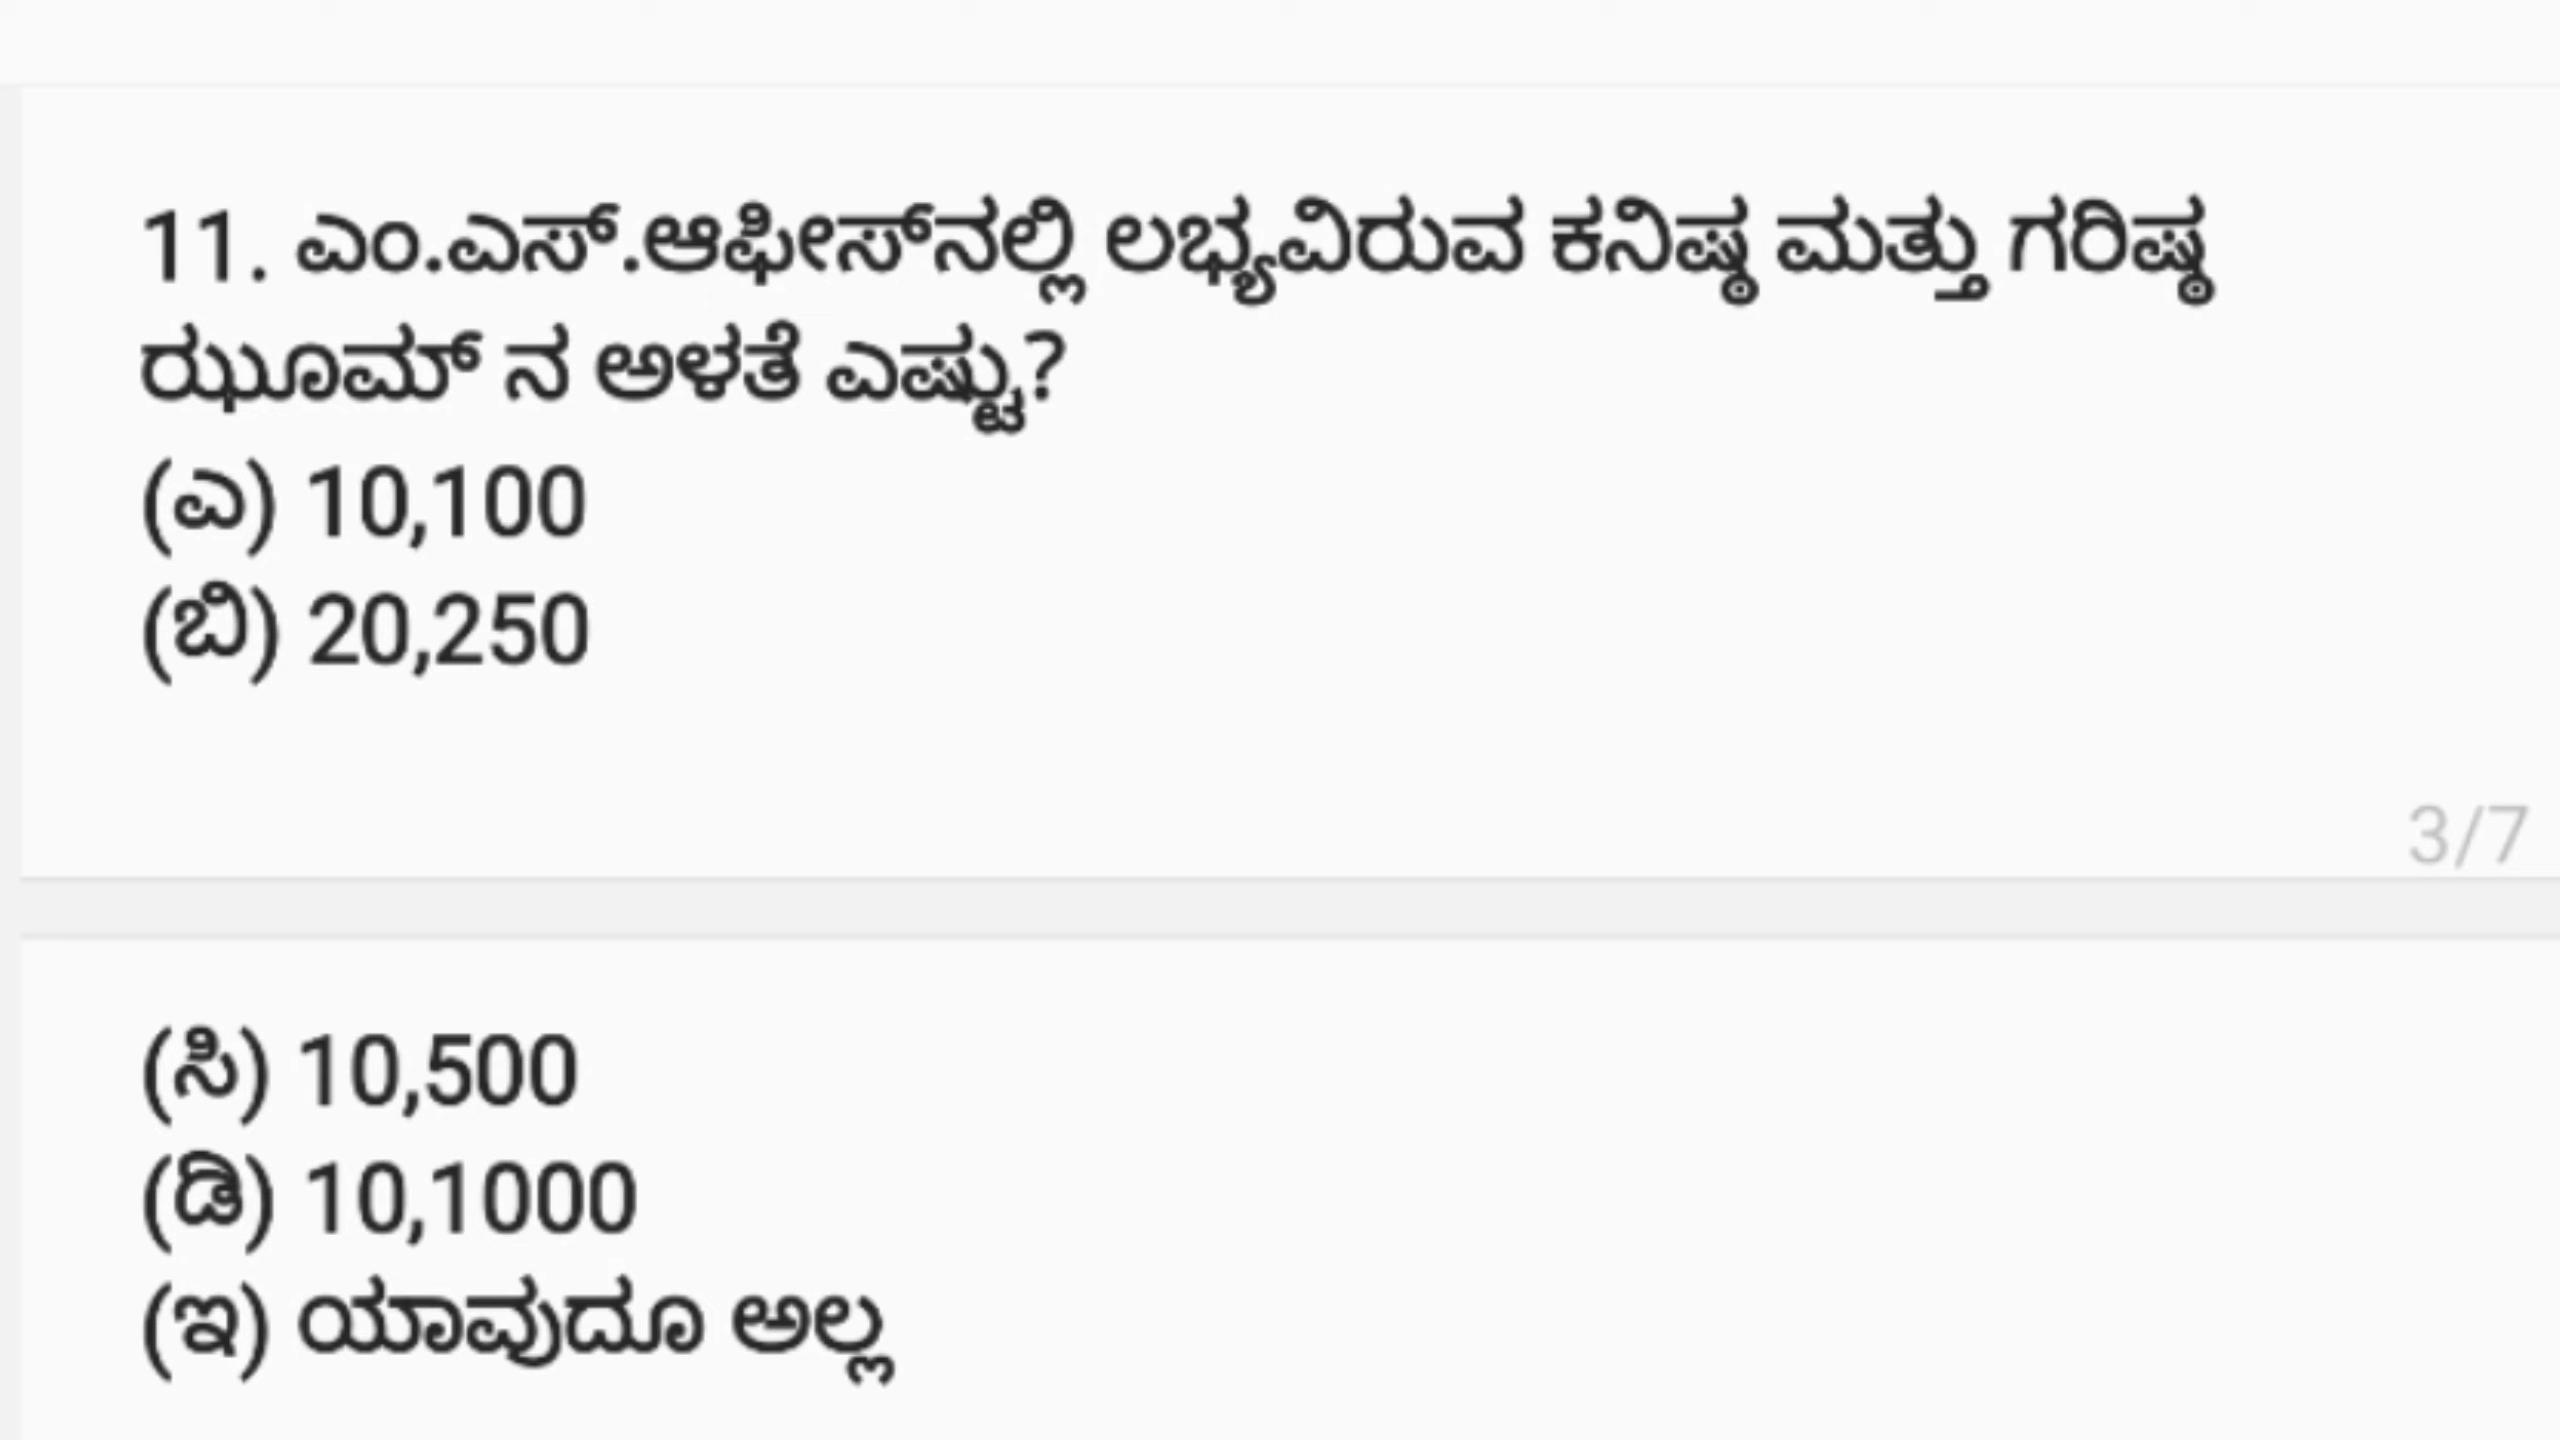 11. ಎಂ.ಎಸ್.ಆಫೀಸ್‌ನಲ್ಲಿ ಲಭ್ಯವಿರುವ ಕನಿಷ್ಠ ಮತ್ತು ಗರಿಷ್ಠ
ಝೂಮ್ ನ ಅಳತೆ ಎಷ್ಟು?
(ಎ) 10,100
(ಬಿ) 20,250
3/7
(ಸಿ) 10,500
(ಡಿ) 10,1000
(ಇ) ಯಾವುದೂ ಅಲ್ಲ